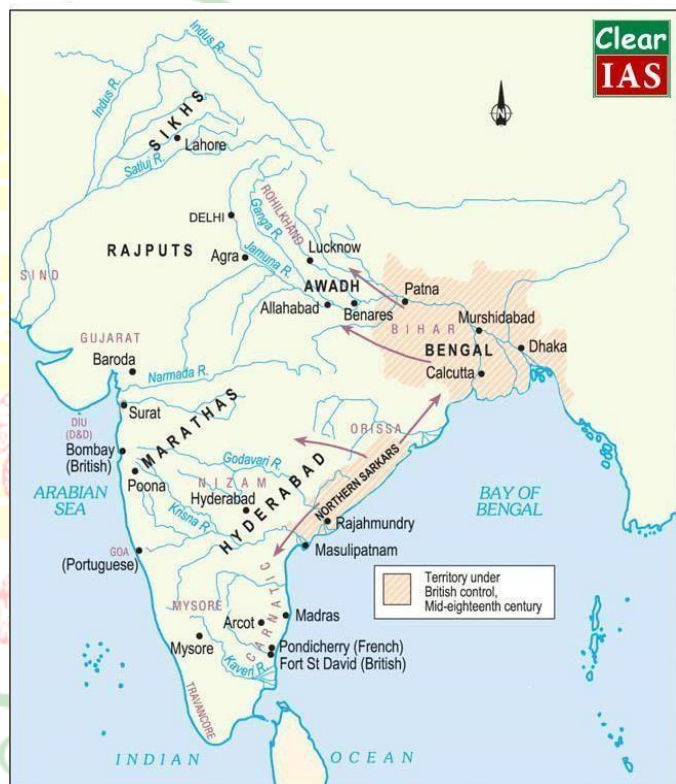 Clear
IAS
Indus R.
Indus R.
SIKHS
Lahore
Satluj R.
DELHI
Ganga R.
ROHILKHAND
RAJPUTS
Agra
Jamuna R.
Lucknow
SIND
AWADH
Patna
Allahabad
Benares
BIHAR
Murshidabad
GUJARAT
BENGAL
Dhaka
Baroda
Narmada R.
Calcutta
Surat
DIU
(D&D)
MARATHAS
ORISSA
Bombay
(British)
Godavari R.
Poona
NIZAM
Hyderabad
HYDERABAD
NORTHERN SARKARS
ARABIAN
SEA
BAY OF
BENGAL
Krisna R.
Rajahmundry
Masulipatnam
GOA
(Portuguese)
CARNATIC
Territory under
British control,
Mid-eighteenth century
MYSORE
Arcot
Madras
Mysore
Pondicherry (French)
Fort St David (British)
Kaveri R.
TRAVANCORE
INDIAN OCEAN
N